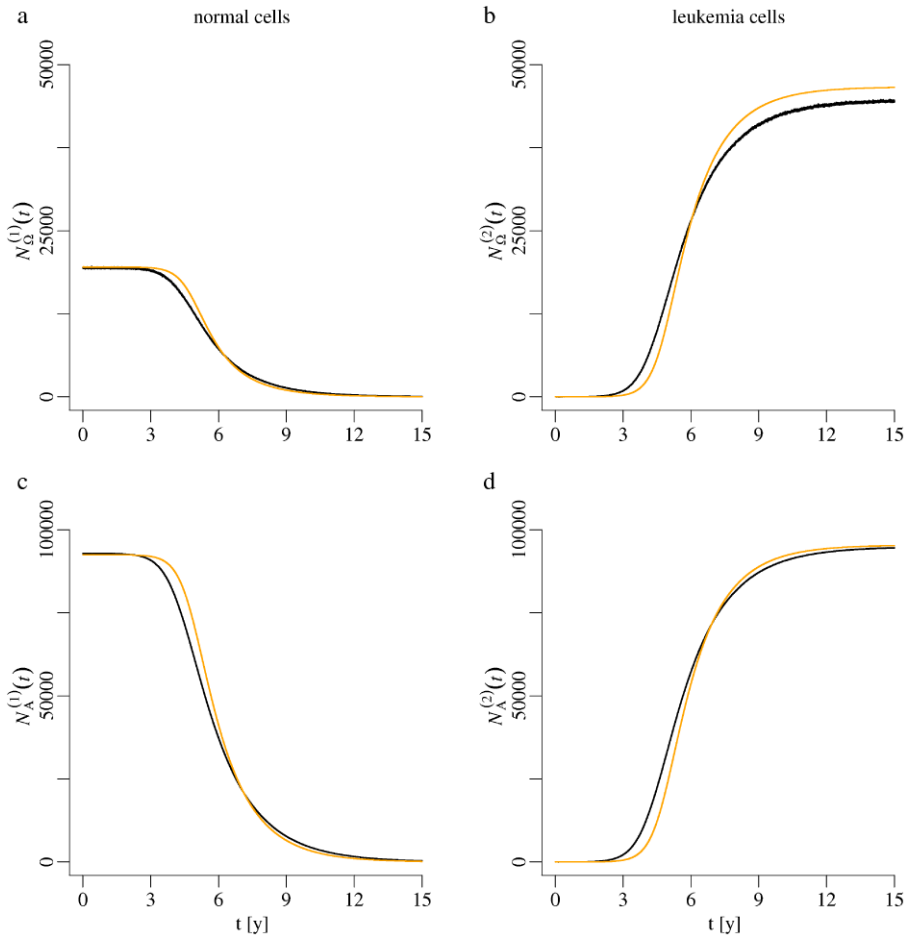 a normal cells
N_Ω^(1)(t)
50000
25000
0
0 3 6 9 12 15
b leukemia cells
N_Ω^(2)(t)
50000
25000
0
0 3 6 9 12 15
c
N_A^(1)(t)
100000
50000
0
0 3 6 9 12 15
t [y]
d
N_A^(2)(t)
100000
50000
0
0 3 6 9 12 15
t [y]